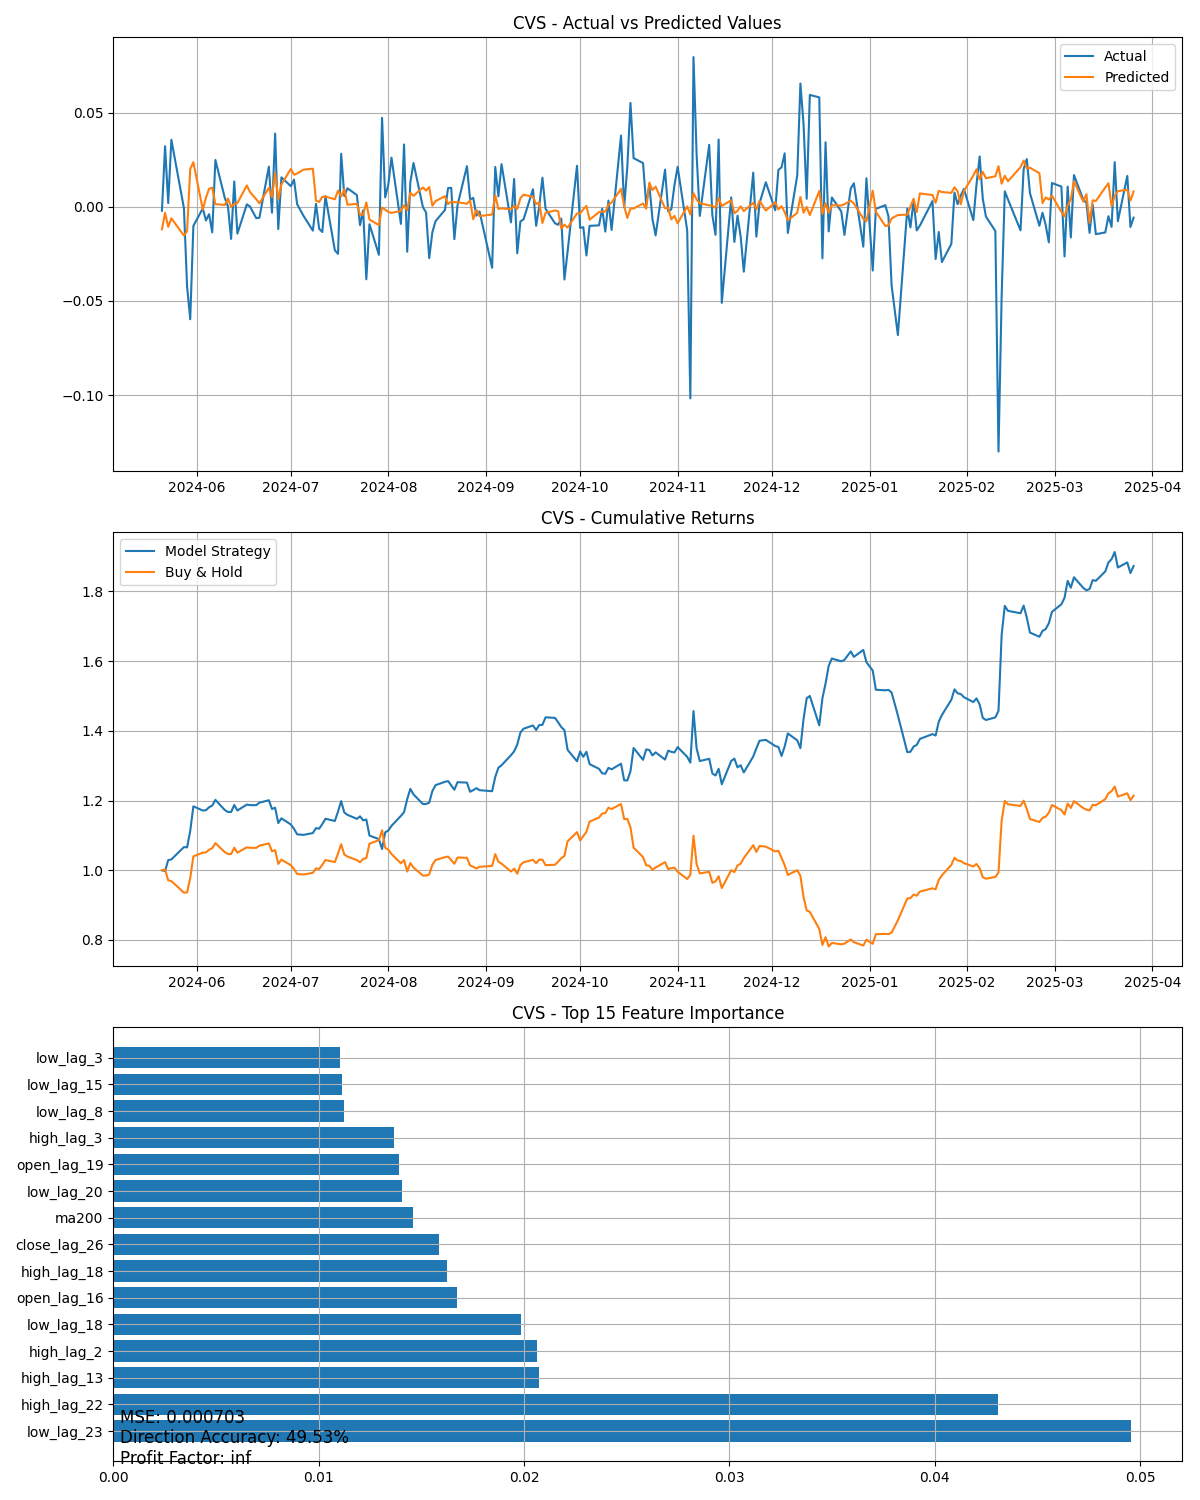 CVS - Actual vs Predicted Values
Actual
Predicted
0.05
0.00
−0.05
−0.10
2024-06 2024-07 2024-08 2024-09 2024-10 2024-11 2024-12 2025-01 2025-02 2025-03 2025-04
CVS - Cumulative Returns
Model Strategy
Buy & Hold
1.8
1.6
1.4
1.2
1.0
0.8
2024-06 2024-07 2024-08 2024-09 2024-10 2024-11 2024-12 2025-01 2025-02 2025-03 2025-04
CVS - Top 15 Feature Importance
low_lag_3
low_lag_15
low_lag_8
high_lag_3
open_lag_19
low_lag_20
ma200
close_lag_26
high_lag_18
open_lag_16
low_lag_18
high_lag_2
high_lag_13
high_lag_22
low_lag_23
MSE: 0.000703
Direction Accuracy: 49.53%
Profit Factor: inf
0.00 0.01 0.02 0.03 0.04 0.05